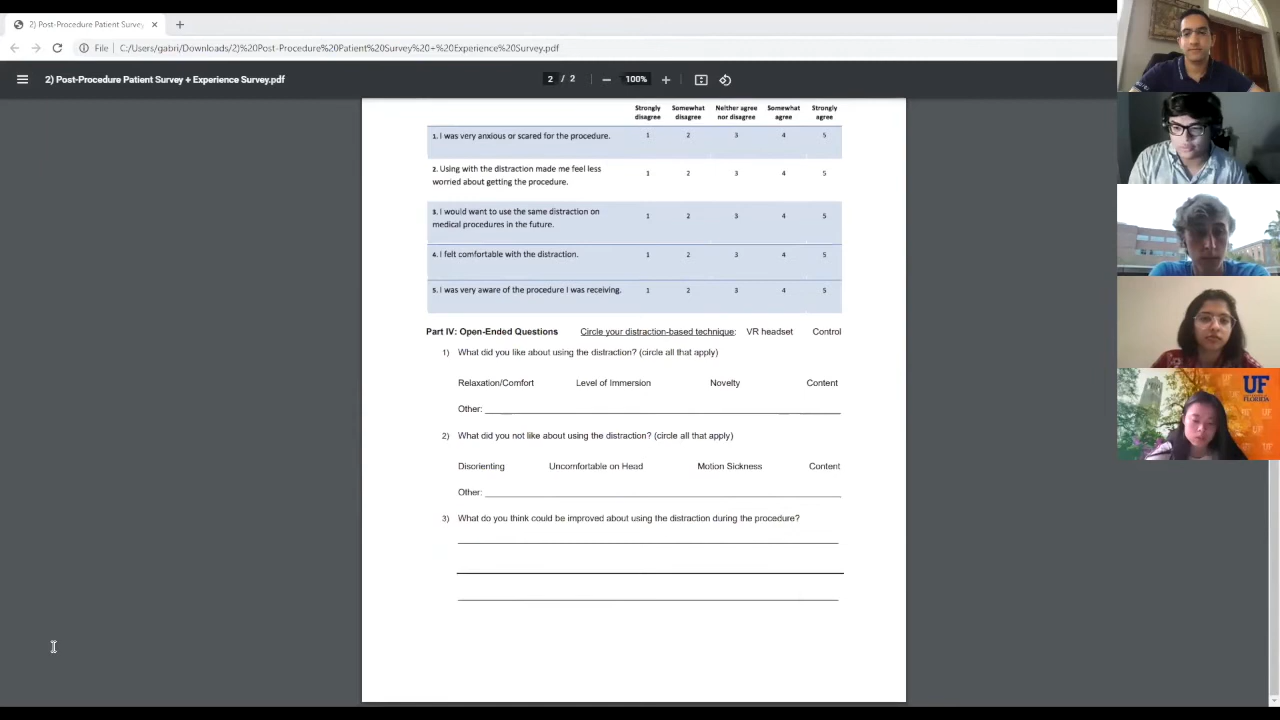 2) Post-Procedure Patient Survey
File
C:/Users/gabri/Downloads/2)%20Post-Procedure%20Patient%20Survey%20+%20Experience%20Survey.pdf
2) Post-Procedure Patient Survey + Experience Survey.pdf
2 / 2
100%
Strongly disagree Somewhat disagree Neither agree nor disagree Somewhat agree Strongly agree
1. I was very anxious or scared for the procedure. 1 2 3 4 5
2. Using with the distraction made me feel less
worried about getting the procedure. 1 2 3 4 5
3. I would want to use the same distraction on
medical procedures in the future. 1 2 3 4 5
4. I felt comfortable with the distraction. 1 2 3 4 5
5. I was very aware of the procedure I was receiving. 1 2 3 4 5
Part IV: Open-Ended Questions Circle your distraction-based technique: VR headset Control
1) What did you like about using the distraction? (circle all that apply)
Relaxation/Comfort Level of Immersion Novelty Content
Other:
2) What did you not like about using the distraction? (circle all that apply)
Disorienting Uncomfortable on Head Motion Sickness Content
Other:
3) What do you think could be improved about using the distraction during the procedure?
UF
FLORIDA